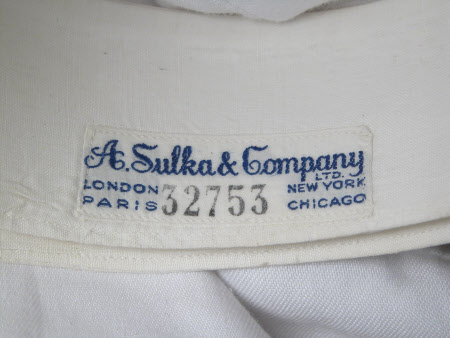 A. Sulka & Company
LTD.
LONDON 32753 NEW YORK
PARIS CHICAGO